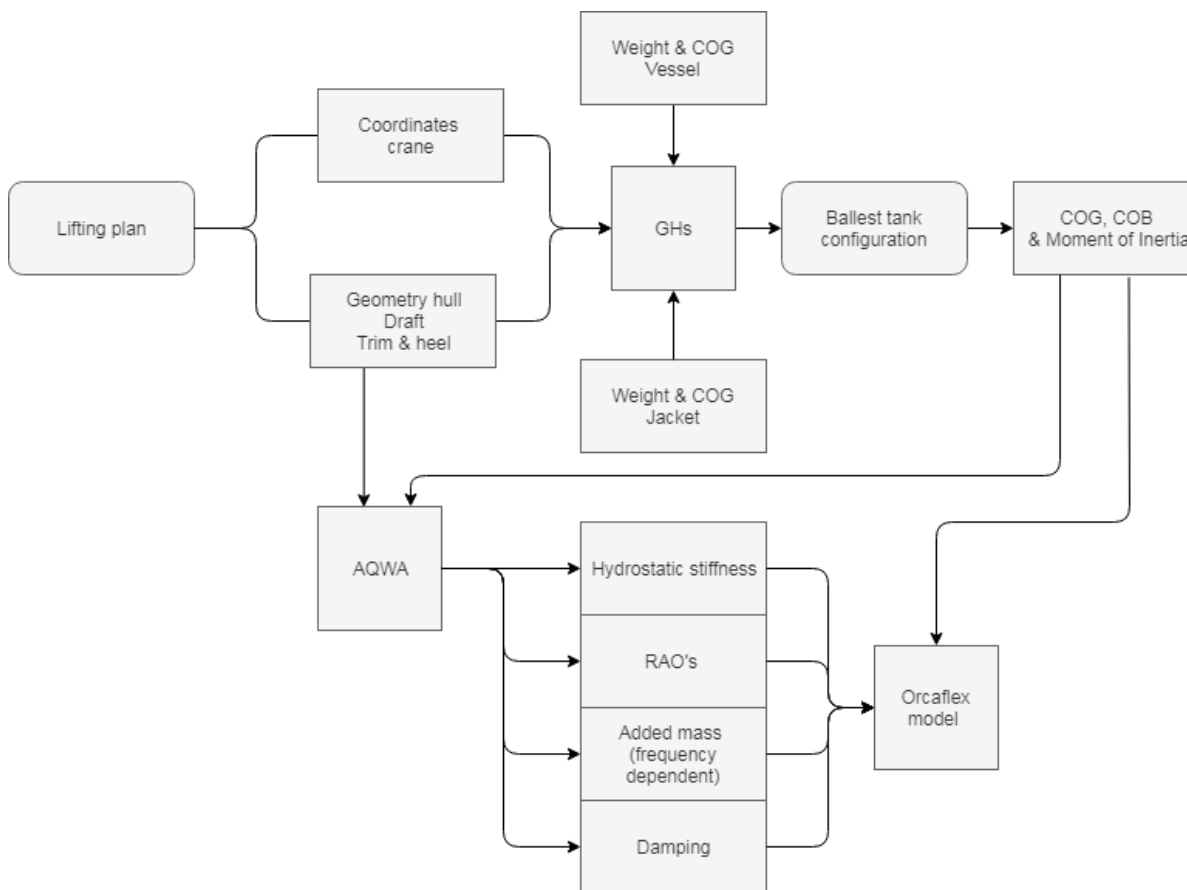 Weight & COG
Vessel
Coordinates
crane
Lifting plan
GHs
Ballest tank
configuration
COG, COB
& Moment of Inertia
Geometry hull
Draft
Trim & heel
Weight & COG
Jacket
AQWA
Hydrostatic stiffness
RAO's
Added mass
(frequency
dependent)
Damping
Orcaflex
model